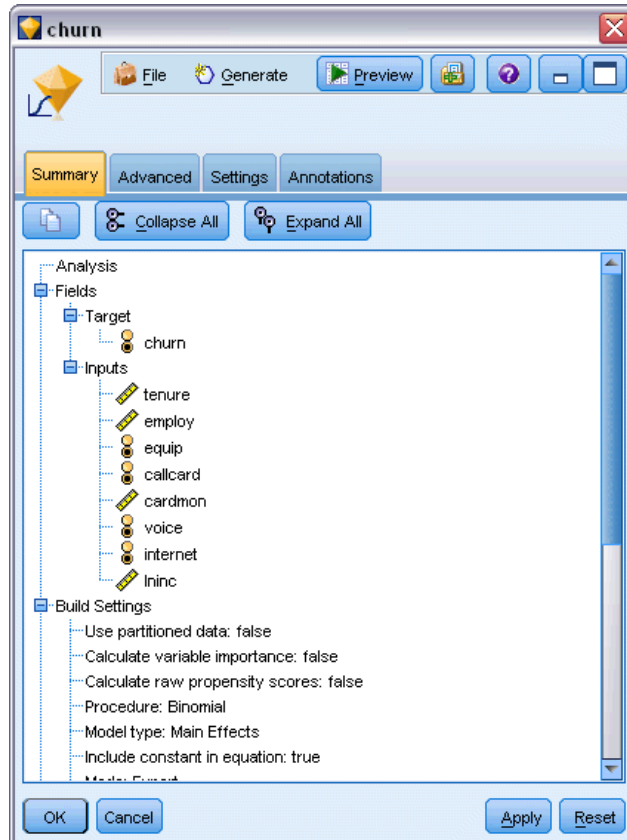 churn
File Generate Preview
Summary Advanced Settings Annotations
Collapse All Expand All
Analysis
Fields
Target
churn
Inputs
tenure
employ
equip
callcard
cardmon
voice
internet
lninc
Build Settings
Use partitioned data: false
Calculate variable importance: false
Calculate raw propensity scores: false
Procedure: Binomial
Model type: Main Effects
Include constant in equation: true
Mode: Expert
OK Cancel Apply Reset